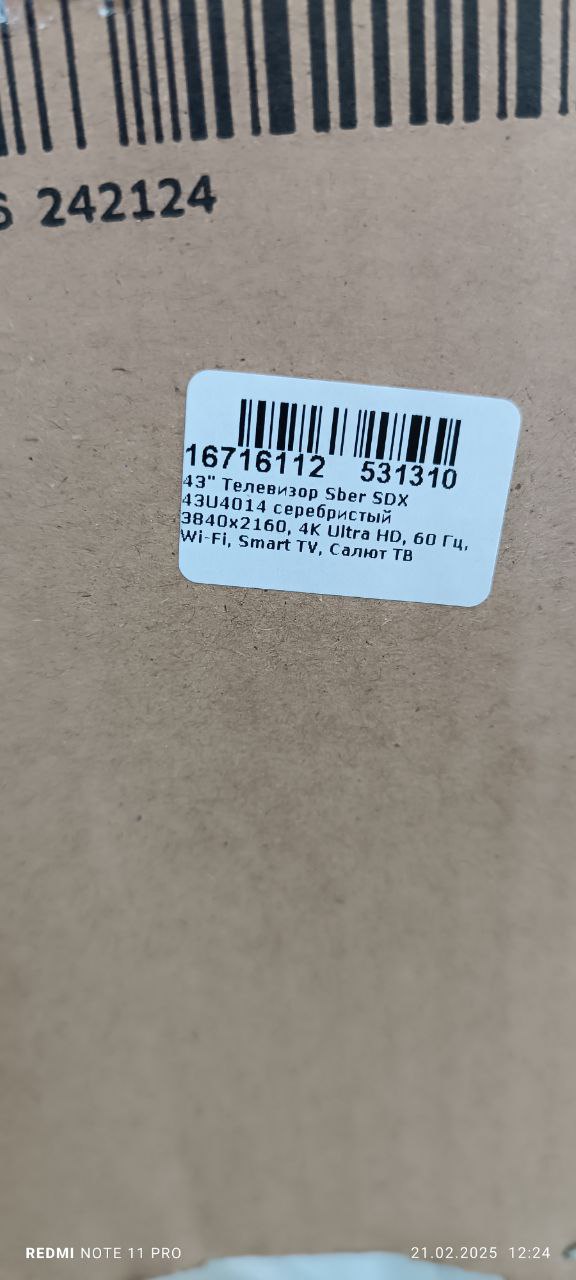 242124
16716112 531310
43" Телевизор Sber SDX
43U4014 серебристый
3840x2160, 4K Ultra HD, 60 Гц,
Wi-Fi, Smart TV, Салют ТВ
REDMI NOTE 11 PRO
21.02.2025 12:24